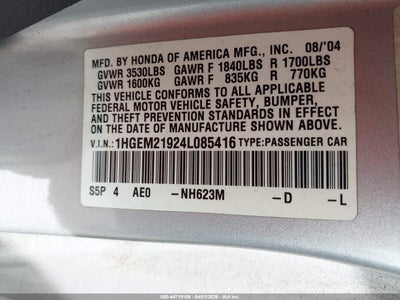 MFD. BY HONDA OF AMERICA MFG., INC. 08/'04
GVWR 3530LBS GAWR F 1840LBS R 1700LBS
GVWR 1600KG GAWR F 835KG R 770KG
THIS VEHICLE CONFORMS TO ALL APPLICABLE
FEDERAL MOTOR VEHICLE SAFETY, BUMPER,
AND THEFT PREVENTION STANDARDS IN EFFECT
ON THE DATE OF MANUFACTURE SHOWN ABOVE.
V.I.N.: 1HGEM21924L085416 TYPE:PASSENGER CAR
S5P 4 AE0 -NH623M -D -L